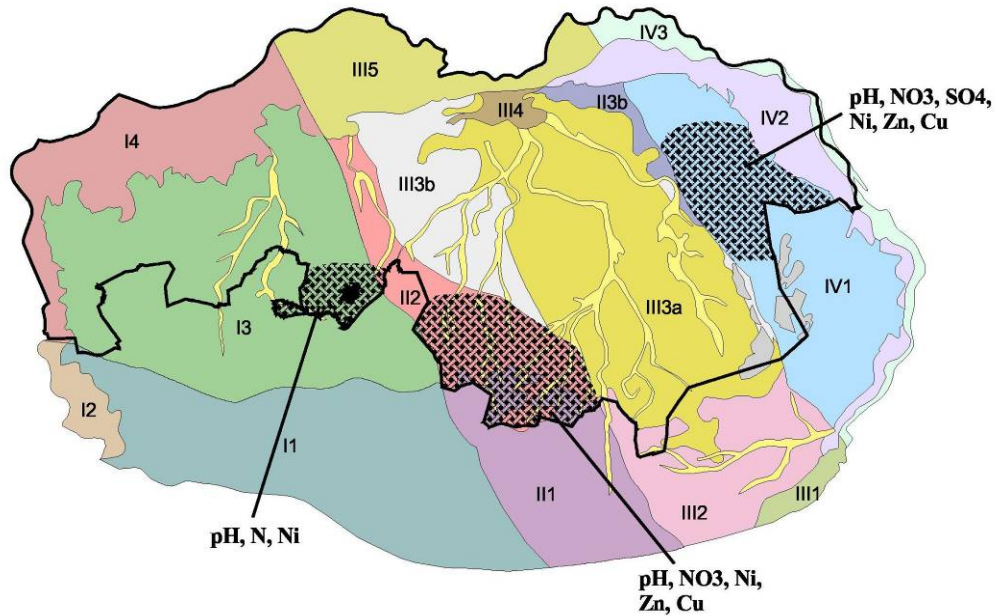 IV3
III5
pH, NO3, SO4,
Ni, Zn, Cu
II3b
III4
IV2
I4
III3b
IV1
II2
III3a
I3
I2
I1
II1
III1
III2
pH, N, Ni
pH, NO3, Ni,
Zn, Cu